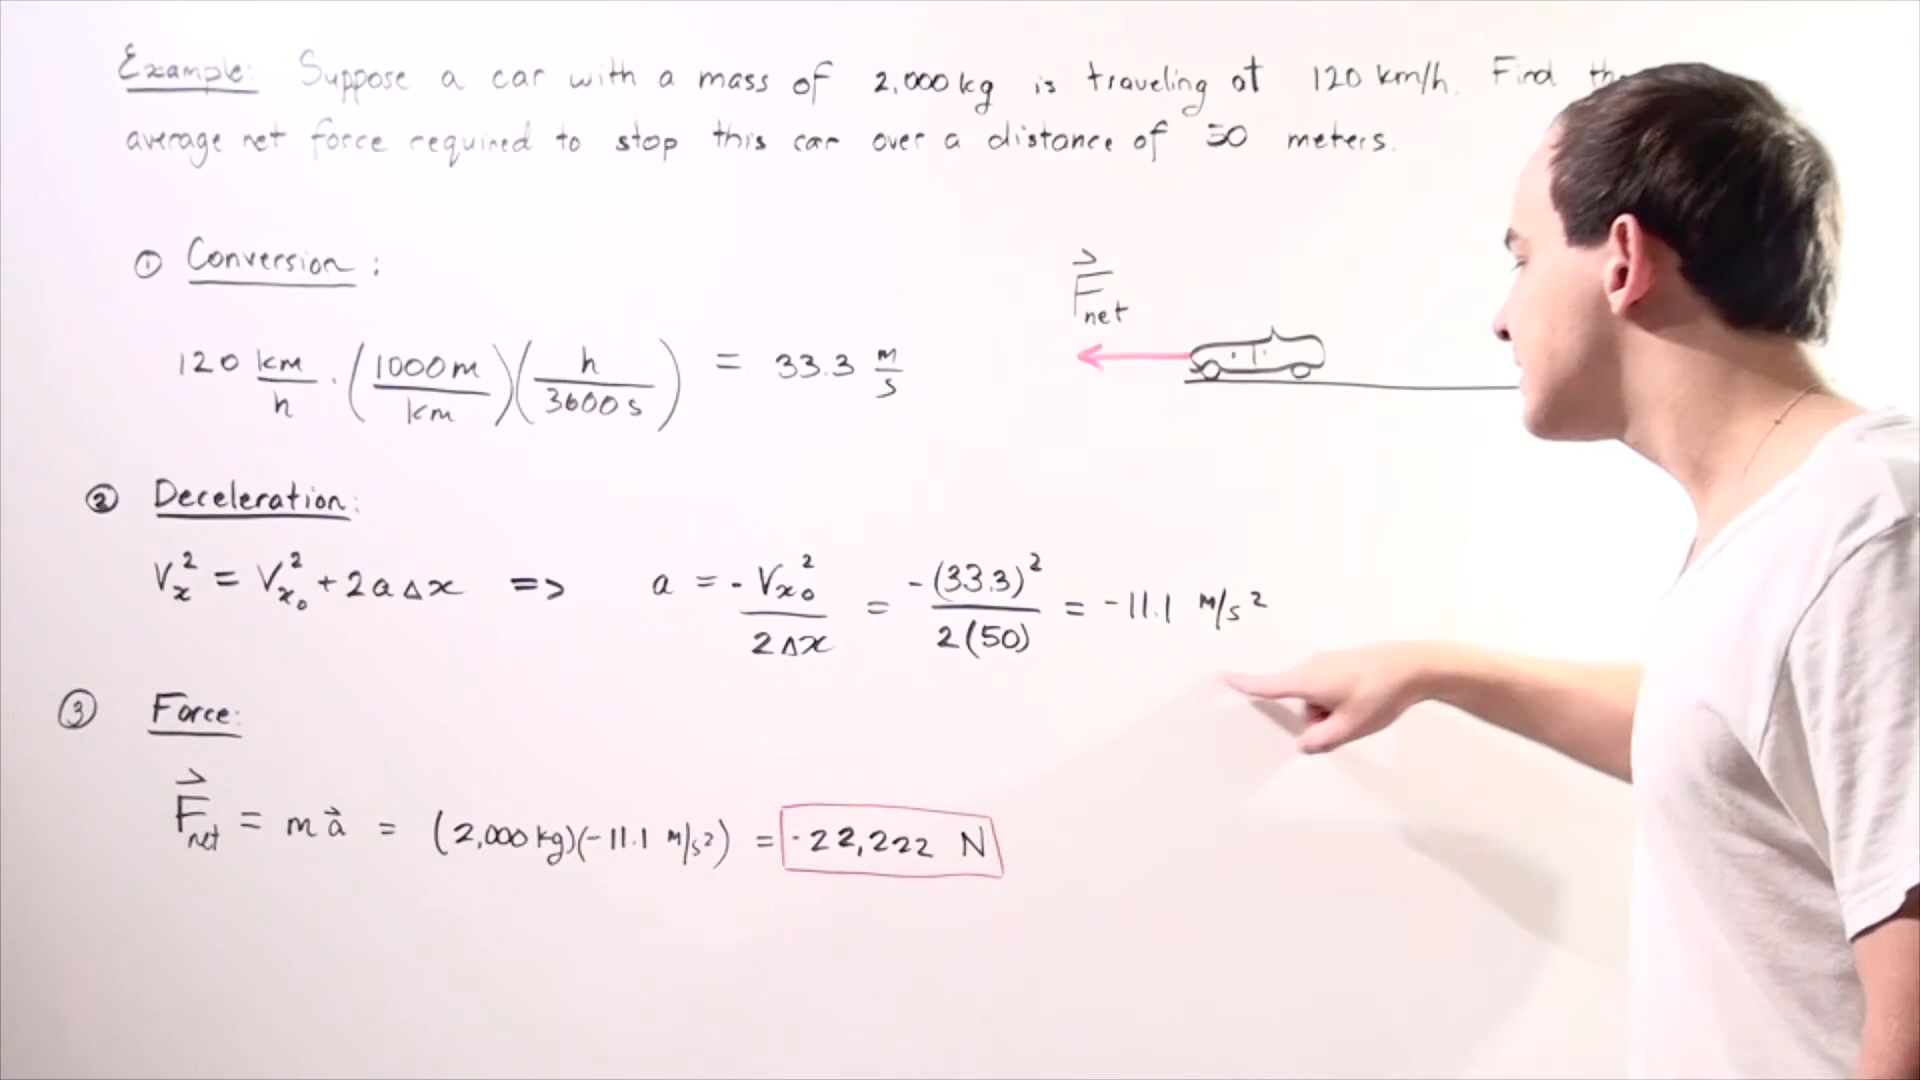 Example: Suppose a car with a mass of 2,000 kg is traveling at 120 km/h. Find the
average net force required to stop this car over a distance of 50 meters.
① Conversion:
120 km/h · (1000m/km)(h/3600s) = 33.3 m/s
F⃗net
② Deceleration:
Vx² = Vx₀² + 2aΔx => a = -Vx₀²/2Δx = -(33.3)²/2(50) = -11.1 m/s²
③ Force:
F⃗net = ma⃗ = (2,000 kg)(-11.1 m/s²) = -22,222 N